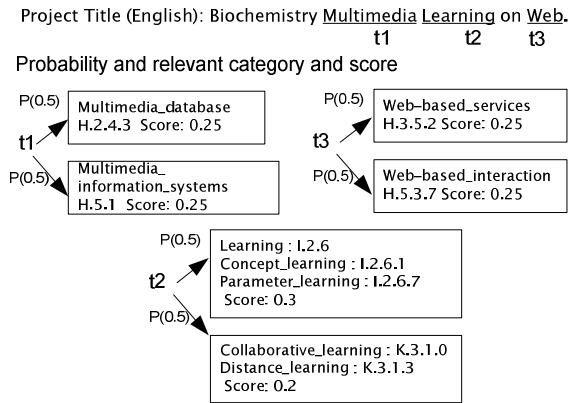 Project Title (English): Biochemistry Multimedia Learning on Web.
t1 t2 t3
Probability and relevant category and score
P(0.5)
Multimedia_database
H.2.4.3 Score: 0.25
t1
P(0.5)
Multimedia_
information_systems
H.5.1 Score: 0.25
P(0.5)
Web-based_services
H.3.5.2 Score: 0.25
t3
P(0.5)
Web-based_interaction
H.5.3.7 Score: 0.25
P(0.5)
Learning : I.2.6
Concept_learning : I.2.6.1
Parameter_learning : I.2.6.7
Score: 0.3
t2
P(0.5)
Collaborative_learning : K.3.1.0
Distance_learning : K.3.1.3
Score: 0.2